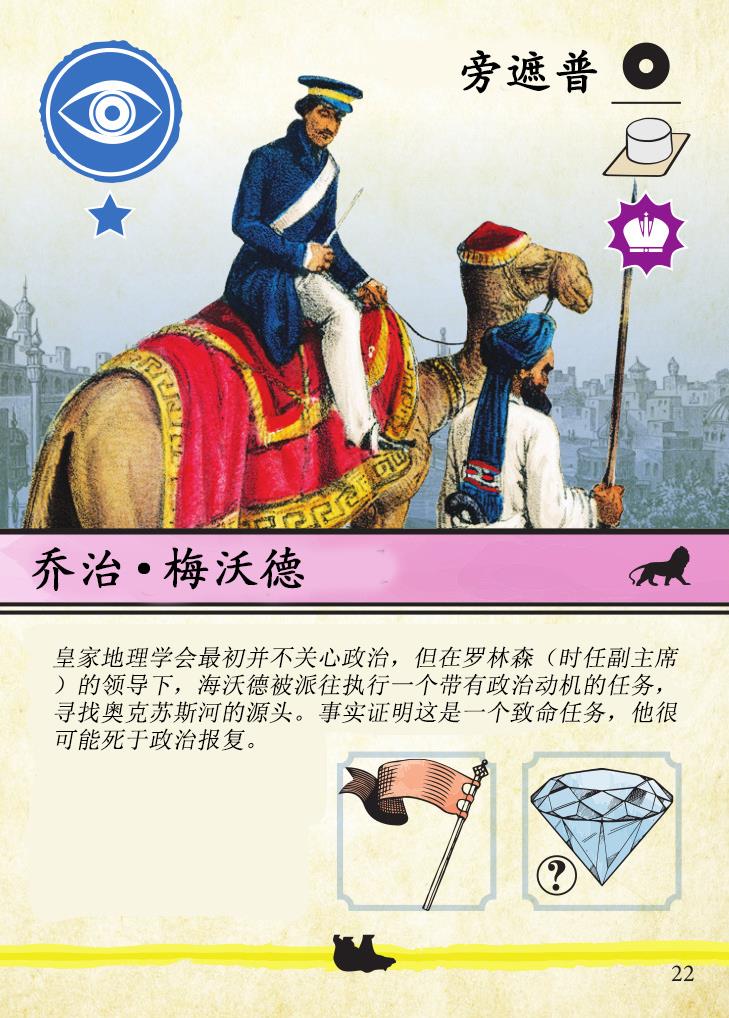 旁遮普
乔治·梅沃德
皇家地理学会最初并不关心政治，但在罗林森（时任副主席
）的领导下，海沃德被派往执行一个带有政治动机的任务，
寻找奥克苏斯河的源头。事实证明这是一个致命任务，他很
可能死于政治报复。
?
22